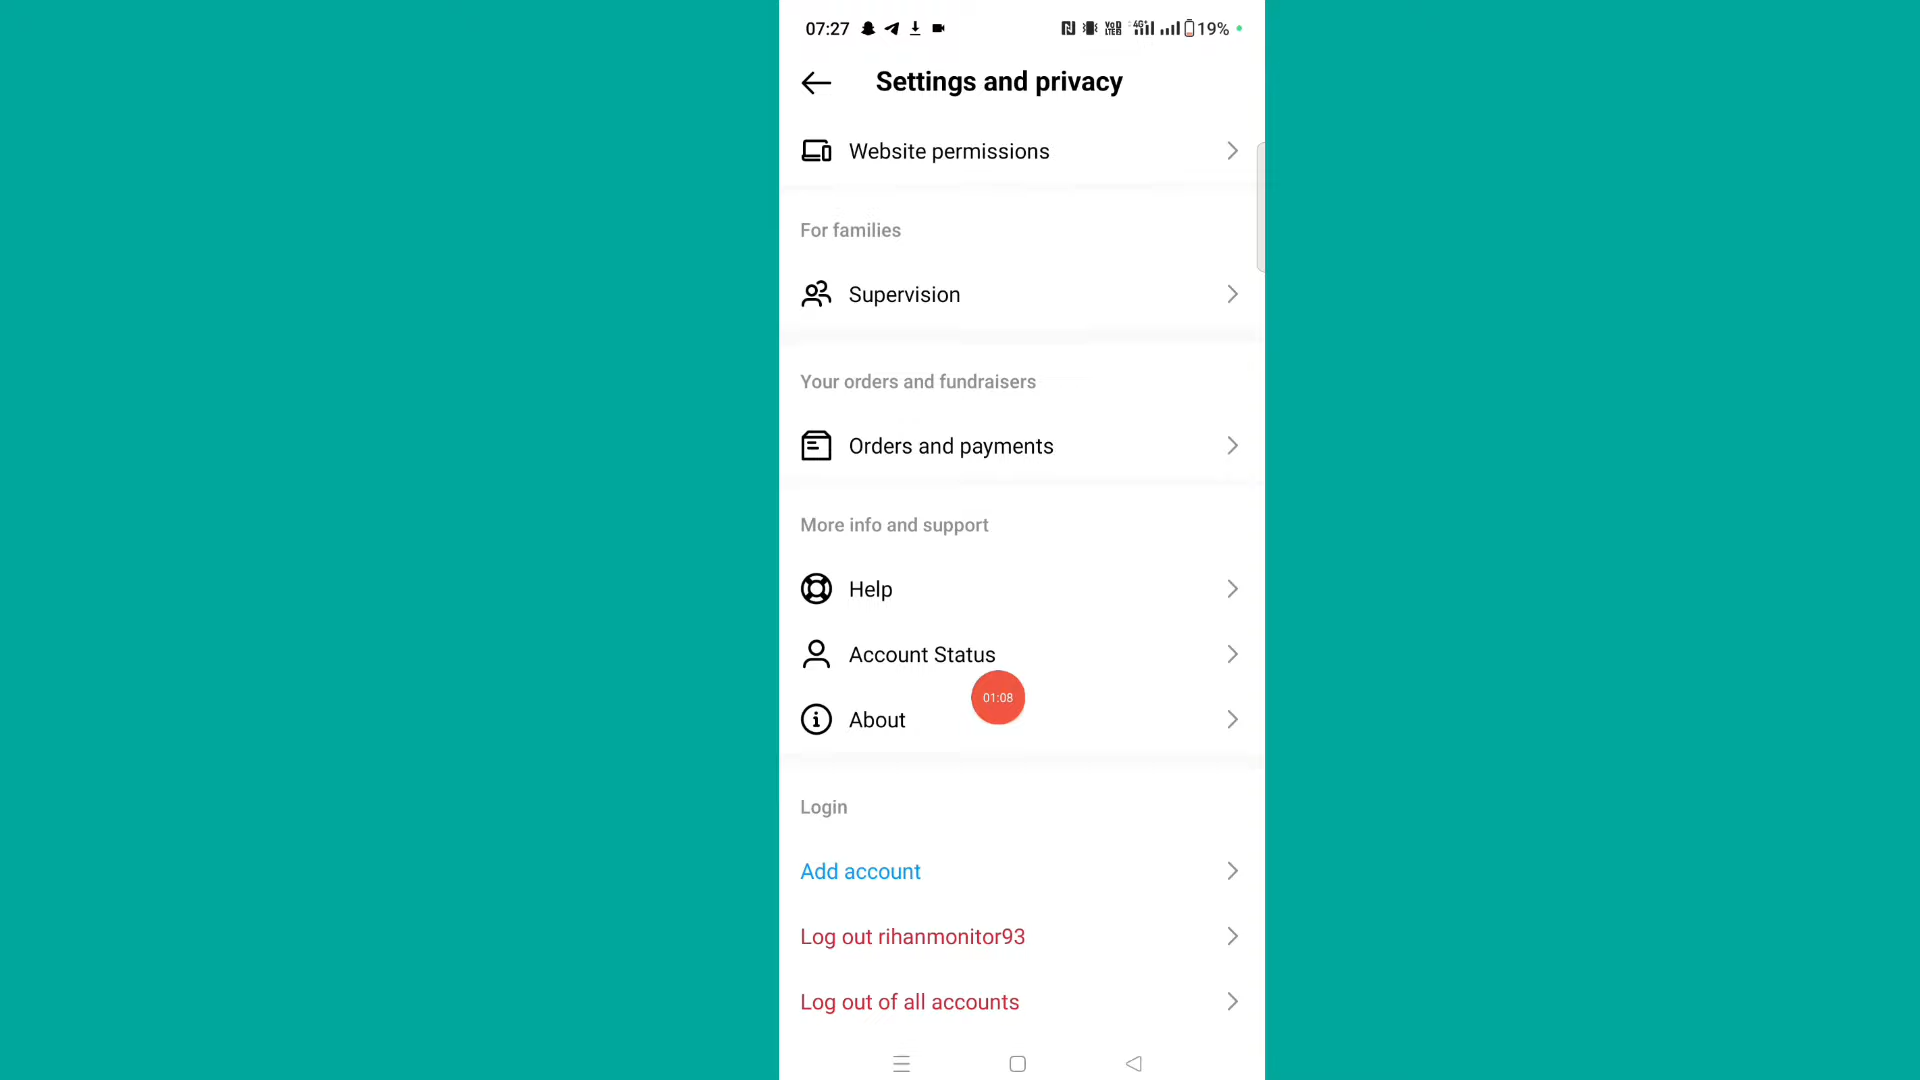 07:27 19%
Settings and privacy
Website permissions
For families
Supervision
Your orders and fundraisers
Orders and payments
More info and support
Help
Account Status
01:08
About
Login
Add account
Log out rihanmonitor93
Log out of all accounts